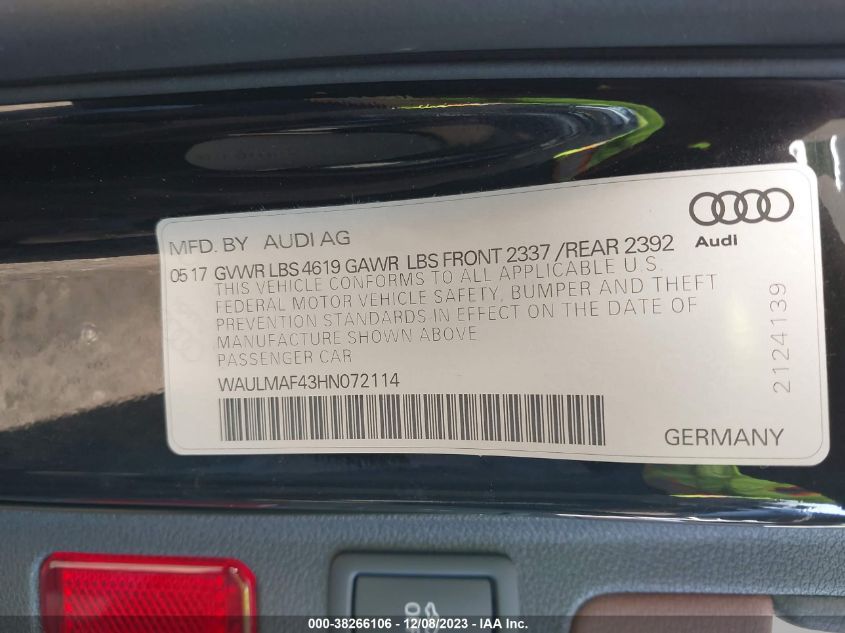 MFD. BY AUDI AG
Audi
05 17 GVWR LBS 4619 GAWR LBS FRONT 2337 /REAR 2392
THIS VEHICLE CONFORMS TO ALL APPLICABLE U.S.
FEDERAL MOTOR VEHICLE SAFETY, BUMPER AND THEFT
PREVENTION STANDARDS IN EFFECT ON THE DATE OF
MANUFACTURE SHOWN ABOVE
PASSENGER CAR
WAULMAF43HN072114
2124139
GERMANY
000-38266106 - 12/08/2023 - IAA Inc.